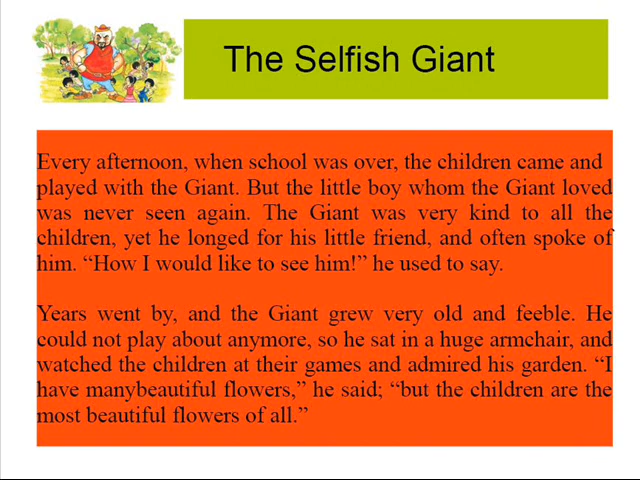 The Selfish Giant
Every afternoon, when school was over, the children came and
played with the Giant. But the little boy whom the Giant loved
was never seen again. The Giant was very kind to all the
children, yet he longed for his little friend, and often spoke of
him. “How I would like to see him!” he used to say.
Years went by, and the Giant grew very old and feeble. He
could not play about anymore, so he sat in a huge armchair, and
watched the children at their games and admired his garden. “I
have manybeautiful flowers,” he said; “but the children are the
most beautiful flowers of all.”